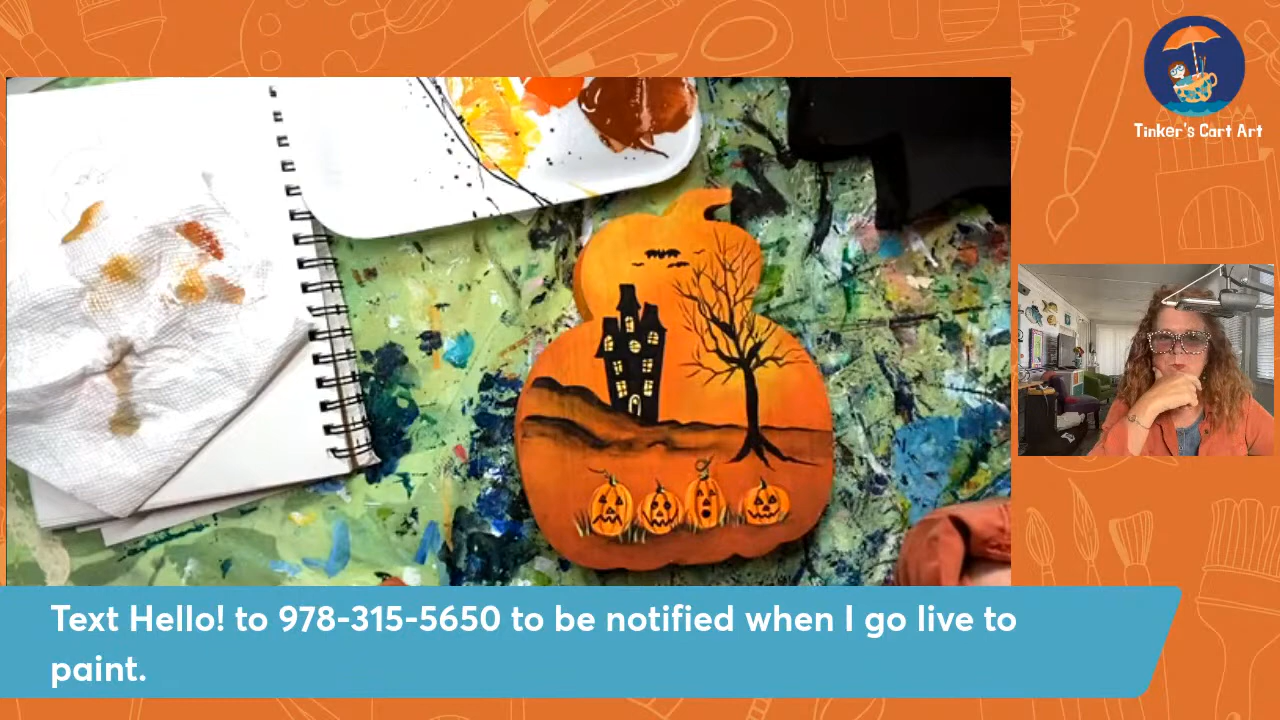 Tinker's Cart Art
Text Hello! to 978-315-5650 to be notified when I go live to
paint.